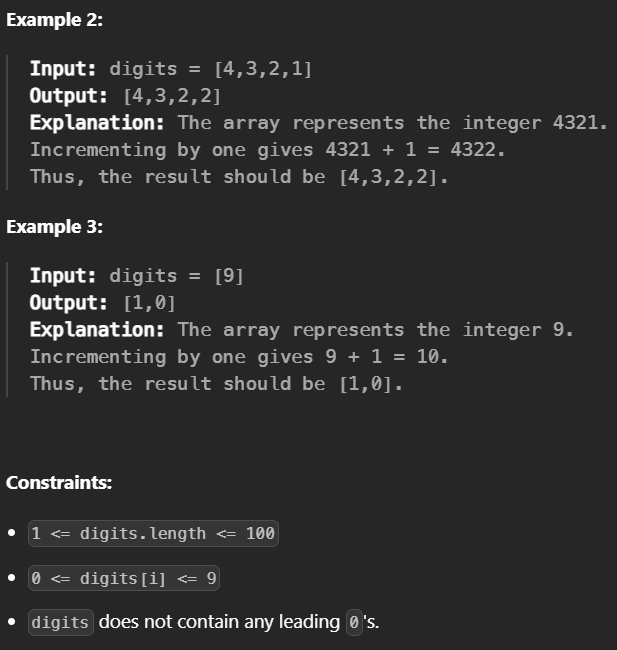 Example 2:
Input: digits = [4,3,2,1]
Output: [4,3,2,2]
Explanation: The array represents the integer 4321.
Incrementing by one gives 4321 + 1 = 4322.
Thus, the result should be [4,3,2,2].
Example 3:
Input: digits = [9]
Output: [1,0]
Explanation: The array represents the integer 9.
Incrementing by one gives 9 + 1 = 10.
Thus, the result should be [1,0].
Constraints:
• 1 <= digits.length <= 100
• 0 <= digits[i] <= 9
• digits does not contain any leading 0's.